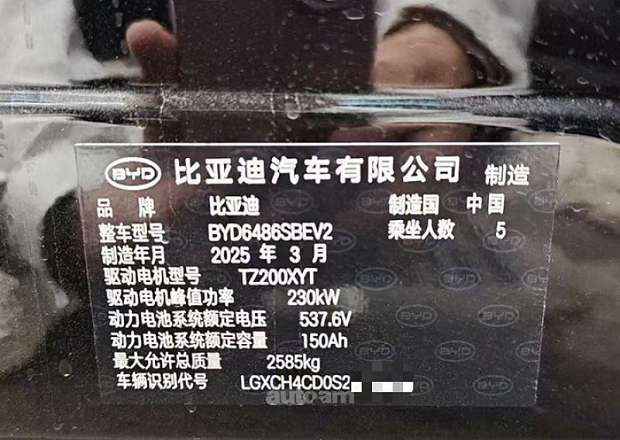 BYD 比亚迪汽车有限公司 制造
品牌 比亚迪 制造国 中国
整车型号 BYD6486SBEV2 乘坐人数 5
制造年月 2025 年 3 月
驱动电机型号 TZ200XYT
驱动电机峰值功率 230kW
动力电池系统额定电压 537.6V
动力电池系统额定容量 150Ah
最大允许总质量 2585kg
车辆识别代号 LGXCH4CD0S2
autoam